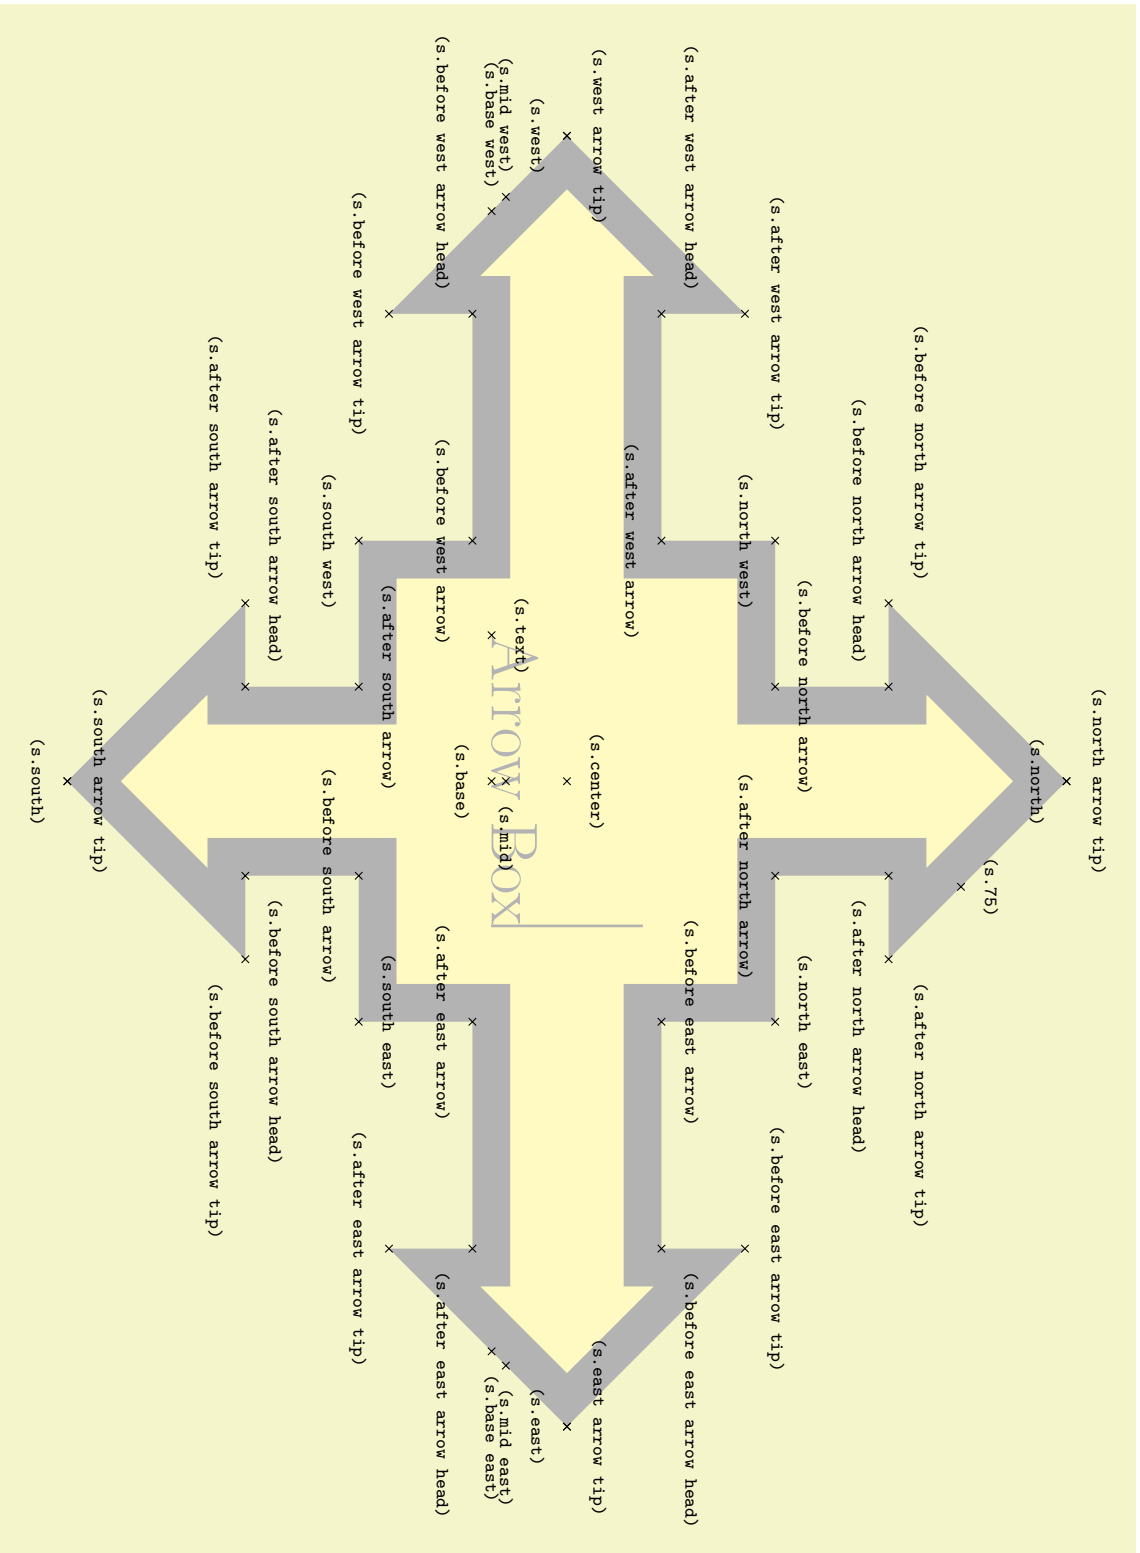 (s.north arrow tip)
(s.north)
(s.75)
(s.before north arrow tip)
(s.after north arrow tip)
(s.before north arrow head)
(s.after north arrow head)
(s.before north arrow)
(s.north east)
(s.after west arrow tip)
(s.before east arrow tip)
(s.north west)
(s.after north arrow)
(s.after west arrow head)
(s.before east arrow)
(s.before east arrow head)
(s.after west arrow)
(s.west arrow tip)
(s.center)
(s.east arrow tip)
(s.west)
(s.east)
(s.text)
Arrow Box
(s.mid west)
(s.mid)
(s.mid east)
(s.base west)
(s.base east)
(s.base)
(s.before west arrow head)
(s.before west arrow)
(s.after east arrow)
(s.after east arrow head)
(s.after south arrow)
(s.south east)
(s.before west arrow tip)
(s.after east arrow tip)
(s.south west)
(s.before south arrow)
(s.after south arrow head)
(s.before south arrow head)
(s.after south arrow tip)
(s.before south arrow tip)
(s.south arrow tip)
(s.south)